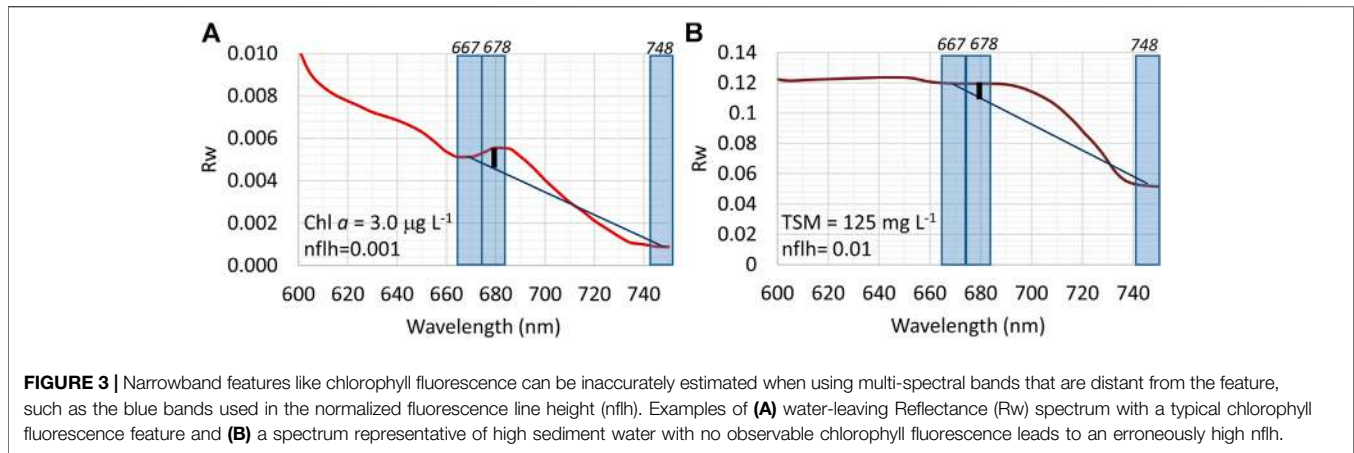 A
667 678
748
0.010
0.008
0.006
0.004
0.002
0.000
Rw
Chl a = 3.0 µg L⁻¹
nflh=0.001
600 620 640 660 680 700 720 740
Wavelength (nm)
B
667 678
748
0.14
0.12
0.1
0.08
0.06
0.04
0.02
0
Rw
TSM = 125 mg L⁻¹
nflh= 0.01
600 620 640 660 680 700 720 740
Wavelength (nm)
FIGURE 3 | Narrowband features like chlorophyll fluorescence can be inaccurately estimated when using multi-spectral bands that are distant from the feature,
such as the blue bands used in the normalized fluorescence line height (nflh). Examples of (A) water-leaving Reflectance (Rw) spectrum with a typical chlorophyll
fluorescence feature and (B) a spectrum representative of high sediment water with no observable chlorophyll fluorescence leads to an erroneously high nflh.